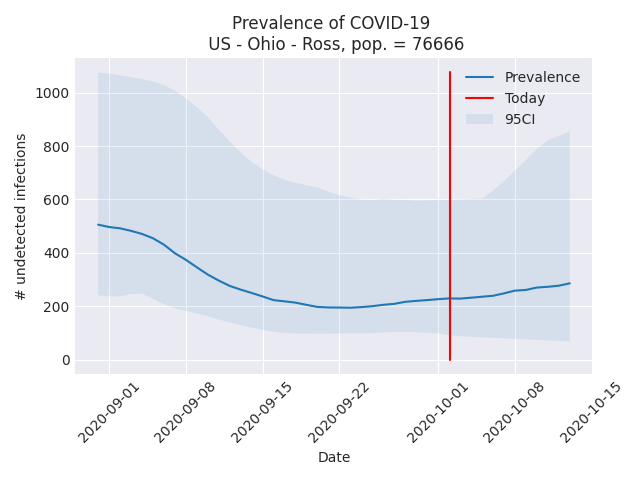 Prevalence of COVID-19
US - Ohio - Ross, pop. = 76666
Prevalence
Today
95CI
# undetected infections
1000
800
600
400
200
0
2020-09-01
2020-09-08
2020-09-15
2020-09-22
2020-10-01
2020-10-08
2020-10-15
Date